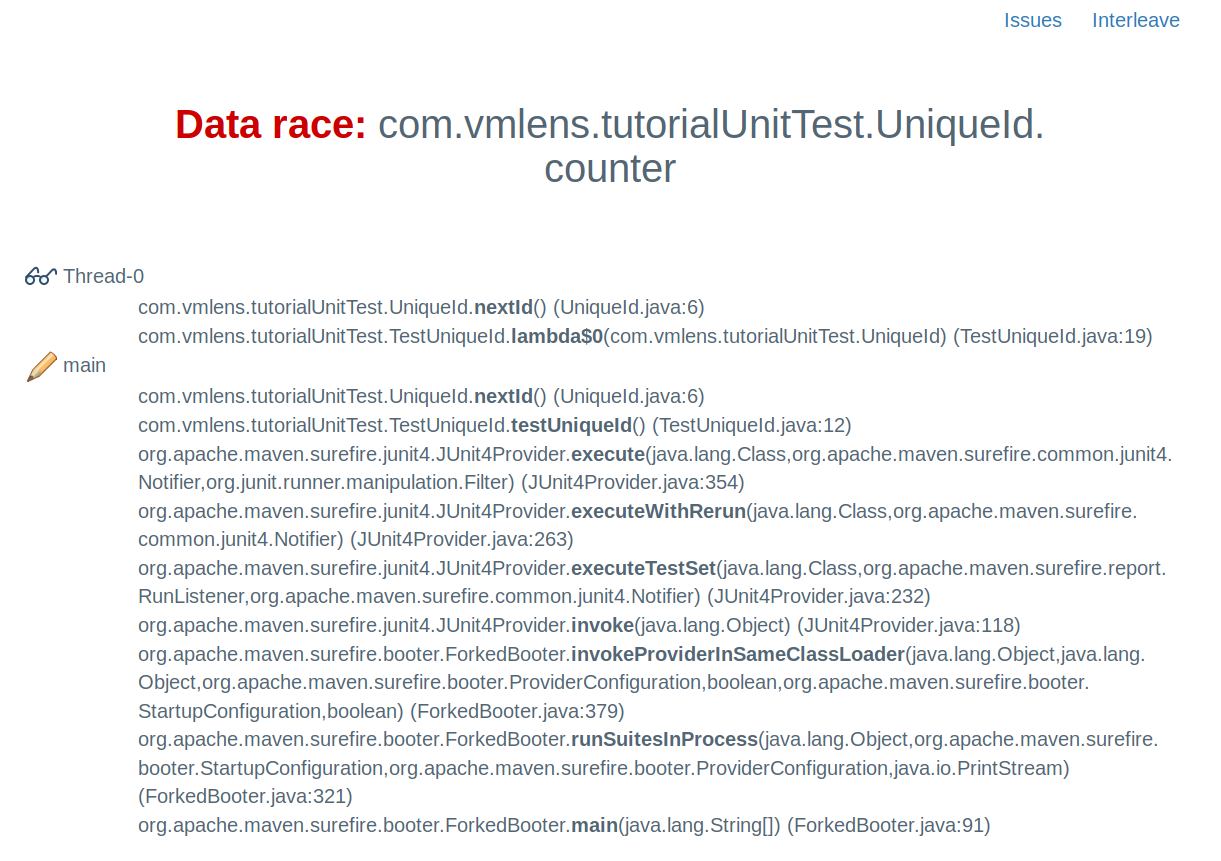 Issues Interleave
Data race: com.vmlens.tutorialUnitTest.UniqueId.
counter
Thread-0
com.vmlens.tutorialUnitTest.UniqueId.nextId() (UniqueId.java:6)
com.vmlens.tutorialUnitTest.TestUniqueId.lambda$0(com.vmlens.tutorialUnitTest.UniqueId) (TestUniqueId.java:19)
main
com.vmlens.tutorialUnitTest.UniqueId.nextId() (UniqueId.java:6)
com.vmlens.tutorialUnitTest.TestUniqueId.testUniqueId() (TestUniqueId.java:12)
org.apache.maven.surefire.junit4.JUnit4Provider.execute(java.lang.Class,org.apache.maven.surefire.common.junit4.
Notifier,org.junit.runner.manipulation.Filter) (JUnit4Provider.java:354)
org.apache.maven.surefire.junit4.JUnit4Provider.executeWithRerun(java.lang.Class,org.apache.maven.surefire.
common.junit4.Notifier) (JUnit4Provider.java:263)
org.apache.maven.surefire.junit4.JUnit4Provider.executeTestSet(java.lang.Class,org.apache.maven.surefire.report.
RunListener,org.apache.maven.surefire.common.junit4.Notifier) (JUnit4Provider.java:232)
org.apache.maven.surefire.junit4.JUnit4Provider.invoke(java.lang.Object) (JUnit4Provider.java:118)
org.apache.maven.surefire.booter.ForkedBooter.invokeProviderInSameClassLoader(java.lang.Object,java.lang.
Object,org.apache.maven.surefire.booter.ProviderConfiguration,boolean,org.apache.maven.surefire.booter.
StartupConfiguration,boolean) (ForkedBooter.java:379)
org.apache.maven.surefire.booter.ForkedBooter.runSuitesInProcess(java.lang.Object,org.apache.maven.surefire.
booter.StartupConfiguration,org.apache.maven.surefire.booter.ProviderConfiguration,java.io.PrintStream)
(ForkedBooter.java:321)
org.apache.maven.surefire.booter.ForkedBooter.main(java.lang.String[]) (ForkedBooter.java:91)